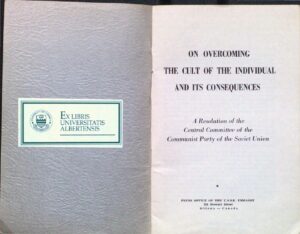 EX LIBRIS
UNIVERSITATIS
ALBERTENSIS
ON OVERCOMING
THE CULT OF THE INDIVIDUAL
AND ITS CONSEQUENCES
A Resolution of the
Central Committee of the
Communist Party of the Soviet Union
PRESS OFFICE OF THE U.S.S.R. EMBASSY
OTTAWA — CANADA